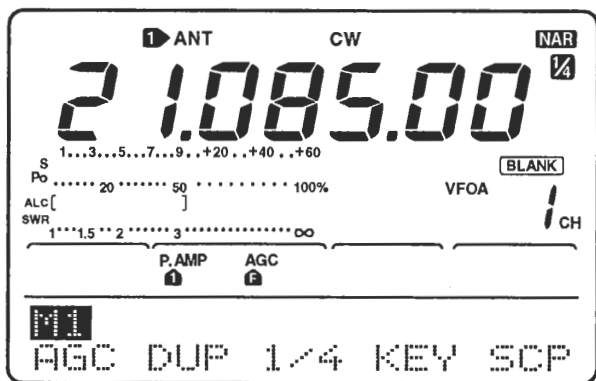 1 ANT CW NAR
21.085.00 1/4
1...3...5...7...9..+20..+40..+60
S
Po ...... 20 ...... 50 ........ 100%
BLANK
VFOA 1 CH
ALC
SWR
1....1.5..2......3.............∞
P.AMP AGC
1 F
M1
AGC DUP 1/4 KEY SCP